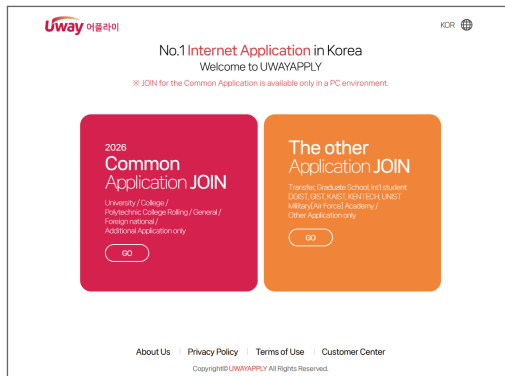 Uway 어플라이
KOR
No.1 Internet Application in Korea
Welcome to UWAYAPPLY
※ JOIN for the Common Application is available only in a PC environment.
2026
Common
Application JOIN
University / College /
Polytechnic College Rolling / General /
Foreign national /
Additional Application only
GO
The other
Application JOIN
Transfer, Graduate School, Int'l student
DGIST, GIST, KAIST, KENTECH, UNIST
Military[Air Force] Academy /
Other Application only
GO
About Us
Privacy Policy
Terms of Use
Customer Center
Copyright© UWAYAPPLY All Rights Reserved.